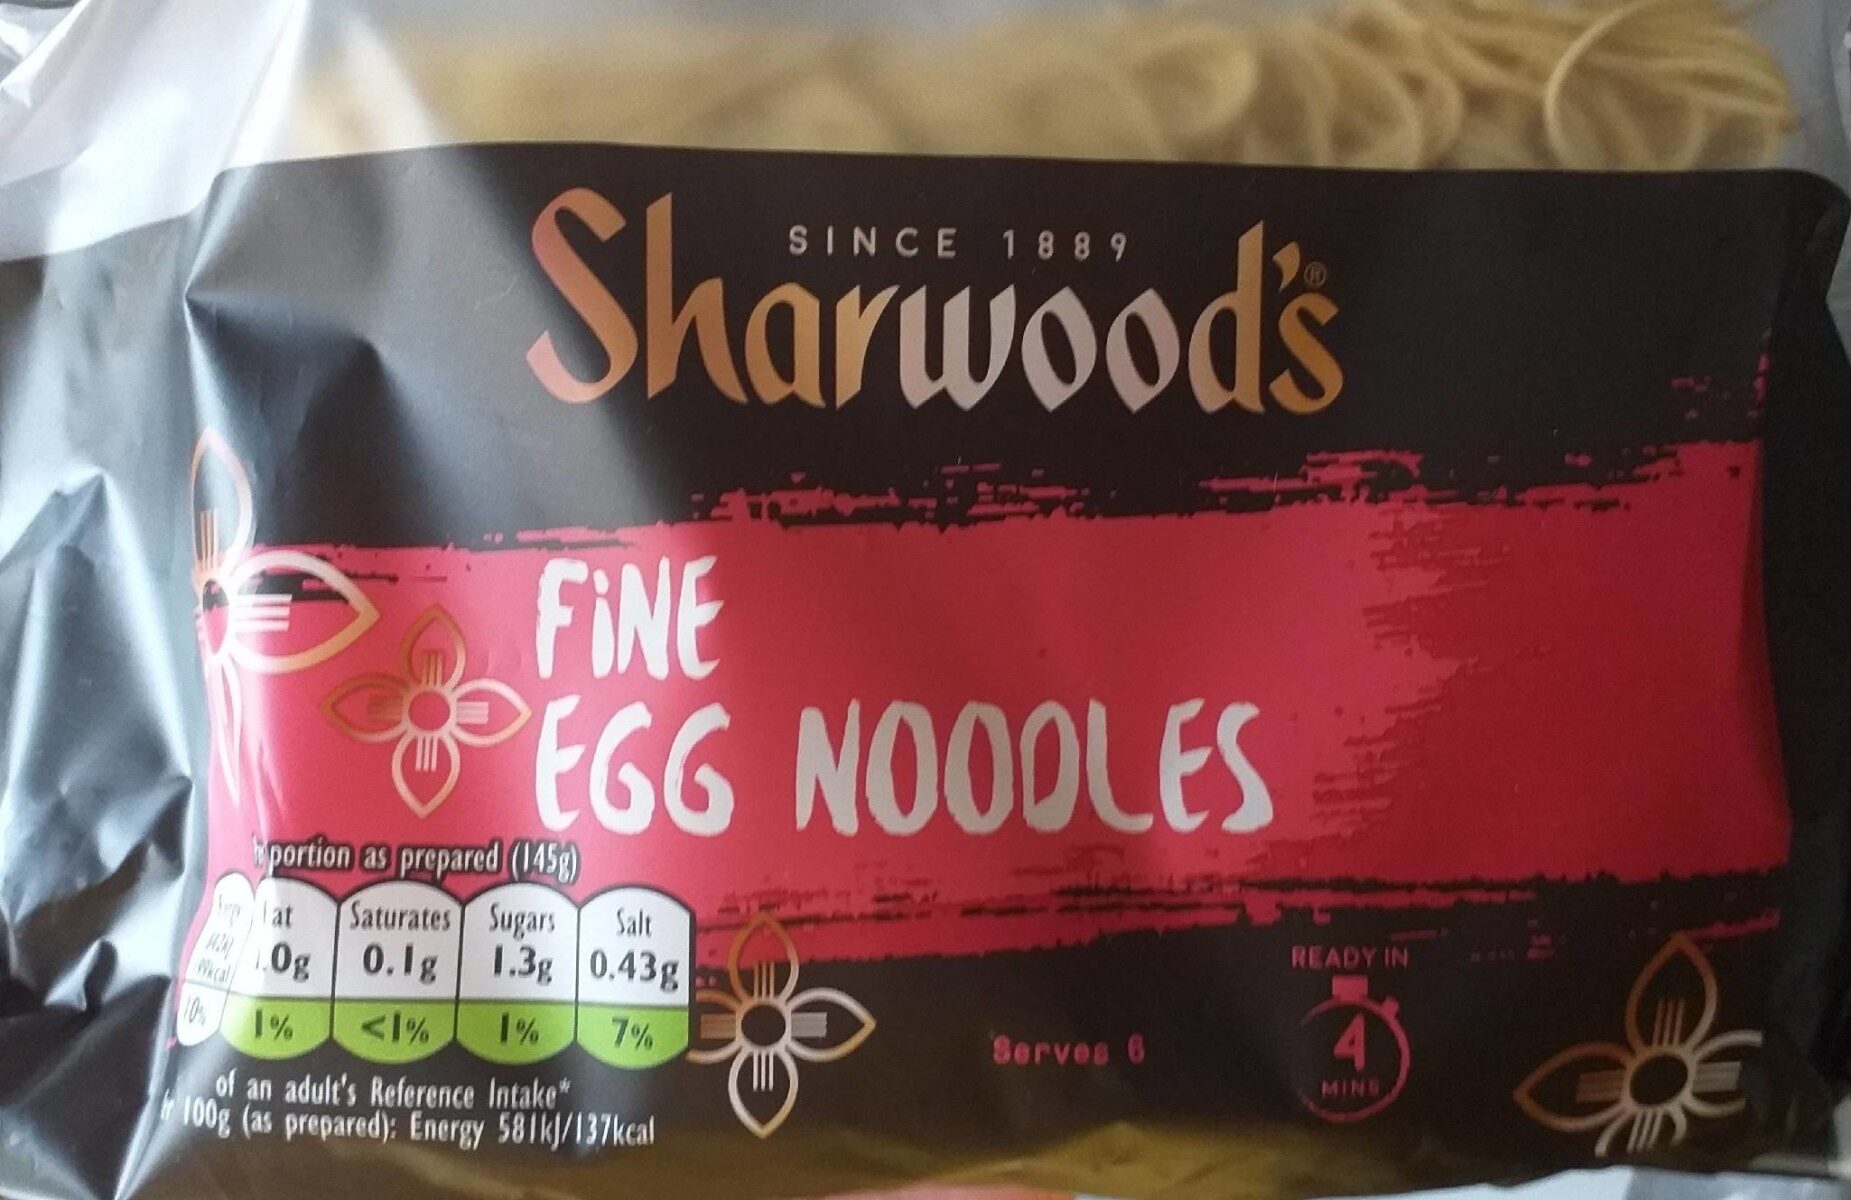 SINCE 1889
Sharwood's®
FiNE
EGG NOODLES
portion as prepared (145g)
Fat Saturates Sugars Salt
.0g 0.1g 1.3g 0.43g
10% 1% <1% 1% 7%
of an adult's Reference Intake*
100g (as prepared): Energy 581kJ/137kcal
Serves 6
READY IN
4
MINS